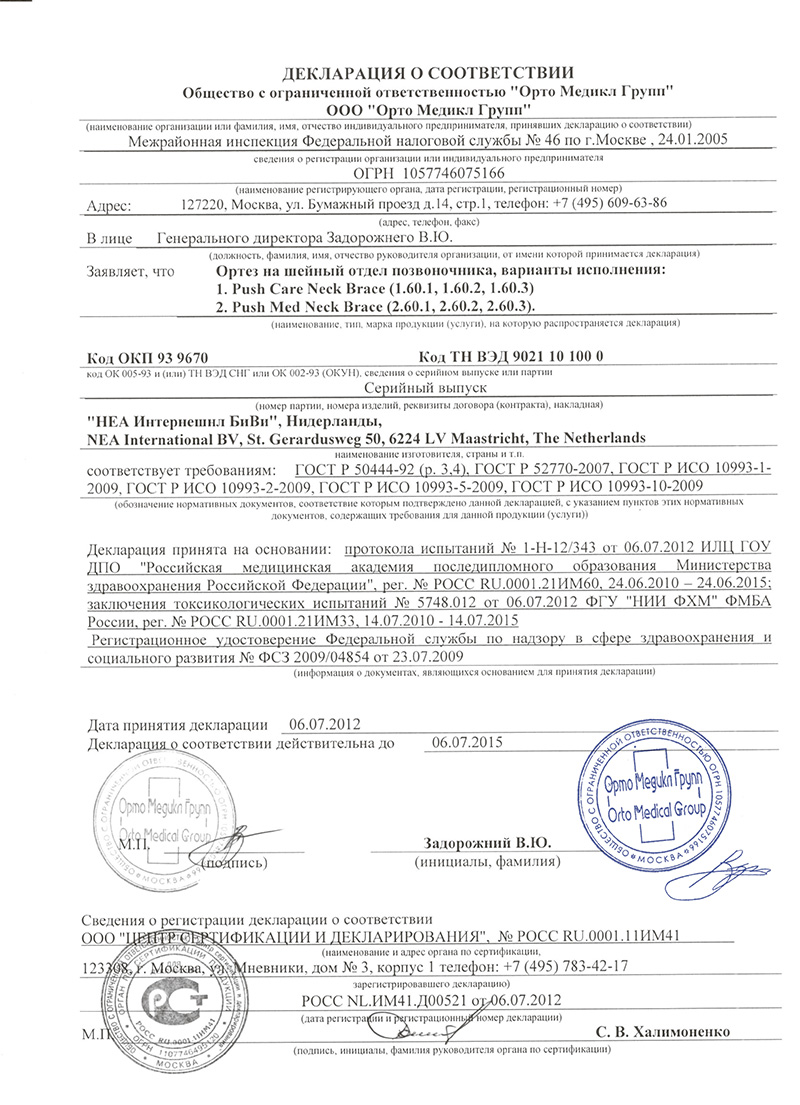 ДЕКЛАРАЦИЯ О СООТВЕТСТВИИ
Общество с ограниченной ответственностью "Орто Медикл Групп"
ООО "Орто Медикл Групп"
(наименование организации или фамилия, имя, отчество индивидуального предпринимателя, принявших декларацию о соответствии)
Межрайонная инспекция Федеральной налоговой службы № 46 по г.Москве , 24.01.2005
сведения о регистрации организации или индивидуального предпринимателя
ОГРН 1057746075166
(наименование регистрирующего органа, дата регистрации, регистрационный номер)
Адрес: 127220, Москва, ул. Бумажный проезд д.14, стр.1, телефон: +7 (495) 609-63-86
(адрес, телефон, факс)
В лице Генерального директора Задорожнего В.Ю.
(должность, фамилия, имя, отчество руководителя организации, от имени которой принимается декларация)
Заявляет, что Ортез на шейный отдел позвоночника, варианты исполнения:
1. Push Care Neck Brace (1.60.1, 1.60.2, 1.60.3)
2. Push Med Neck Brace (2.60.1, 2.60.2, 2.60.3).
(наименование, тип, марка продукции (услуги), на которую распространяется декларация)
Код ОКП 93 9670 Код ТН ВЭД 9021 10 100 0
код ОК 005-93 и (или) ТН ВЭД СНГ или ОК 002-93 (ОКУН), сведения о серийном выпуске или партии
Серийный выпуск
(номер партии, номера изделий, реквизиты договора (контракта), накладная)
"НЕА Интернешнл БиВи", Нидерланды,
NEA International BV, St. Gerardusweg 50, 6224 LV Maastricht, The Netherlands
наименование изготовителя, страны и т.п.
соответствует требованиям: ГОСТ Р 50444-92 (р. 3,4), ГОСТ Р 52770-2007, ГОСТ Р ИСО 10993-1-
2009, ГОСТ Р ИСО 10993-2-2009, ГОСТ Р ИСО 10993-5-2009, ГОСТ Р ИСО 10993-10-2009
(обозначение нормативных документов, соответствие которым подтверждено данной декларацией, с указанием пунктов этих нормативных
документов, содержащих требования для данной продукции (услуги))
Декларация принята на основании: протокола испытаний № 1-Н-12/343 от 06.07.2012 ИЛЦ ГОУ
ДПО "Российская медицинская академия последипломного образования Министерства
здравоохранения Российской Федерации", рег. № РОСС RU.0001.21ИМ60, 24.06.2010 – 24.06.2015;
заключения токсикологических испытаний № 5748.012 от 06.07.2012 ФГУ "НИИ ФХМ" ФМБА
России, рег. № РОСС RU.0001.21ИМ33, 14.07.2010 - 14.07.2015
Регистрационное удостоверение Федеральной службы по надзору в сфере здравоохранения и
социального развития № ФСЗ 2009/04854 от 23.07.2009
(информация о документах, являющихся основанием для принятия декларации)
Дата принятия декларации 06.07.2012
Декларация о соответствии действительна до 06.07.2015
ОБЩЕСТВО С ОГРАНИЧЕННОЙ ОТВЕТСТВЕННОСТЬЮ ОГРН 1057746075166
Орто Медикл Групп
Orto Medical Group
МОСКВА
Орто Медикл Групп
Orto Medical Group
МОСКВА
М.П. Задорожний В.Ю.
(подпись) (инициалы, фамилия)
Сведения о регистрации декларации о соответствии
ООО "ЦЕНТР СЕРТИФИКАЦИИ И ДЕКЛАРИРОВАНИЯ", № РОСС RU.0001.11ИМ41
(наименование и адрес органа по сертификации,
123308, г. Москва, ул. Мневники, дом № 3, корпус 1 телефон: +7 (495) 783-42-17
зарегистрировавшего декларацию)
РОСС NL.ИМ41.Д00521 от 06.07.2012
(дата регистрации и регистрационный номер декларации)
М.П. С. В. Халимоненко
(подпись, инициалы, фамилия руководителя органа по сертификации)
ОРГАН ПО СЕРТИФИКАЦИИ ПРОДУКЦИИ
РОСС RU.0001.11ИМ41
МОСКВА